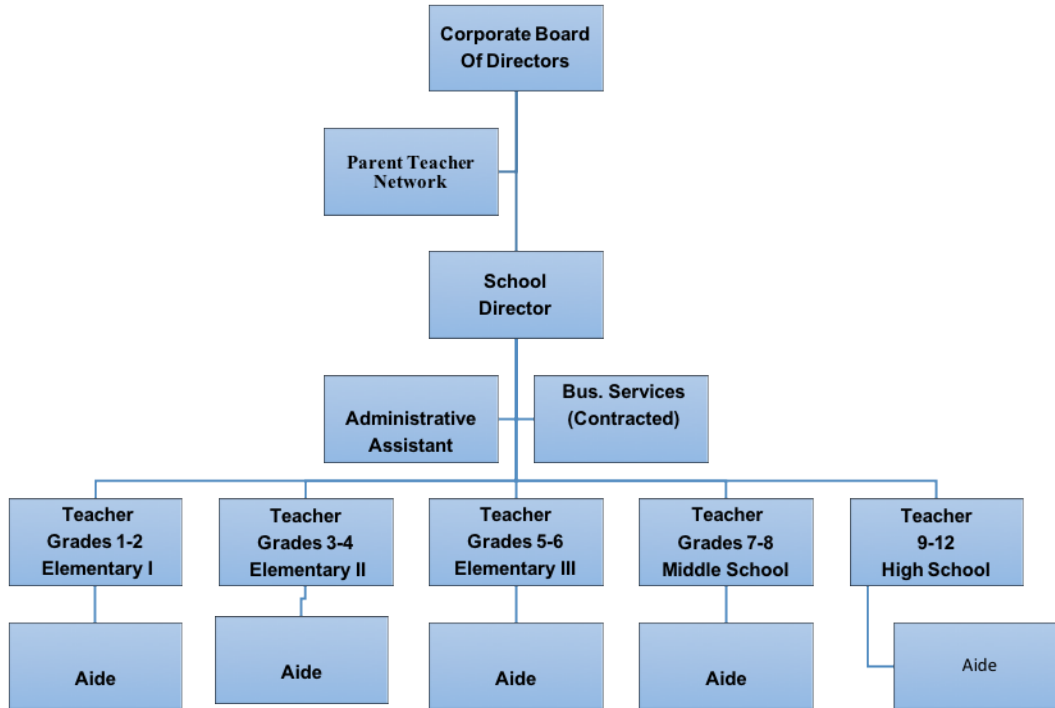 Corporate Board
Of Directors
Parent Teacher
Network
School
Director
Administrative
Assistant
Bus. Services
(Contracted)
Teacher
Grades 1-2
Elementary I
Teacher
Grades 3-4
Elementary II
Teacher
Grades 5-6
Elementary III
Teacher
Grades 7-8
Middle School
Teacher
9-12
High School
Aide
Aide
Aide
Aide
Aide